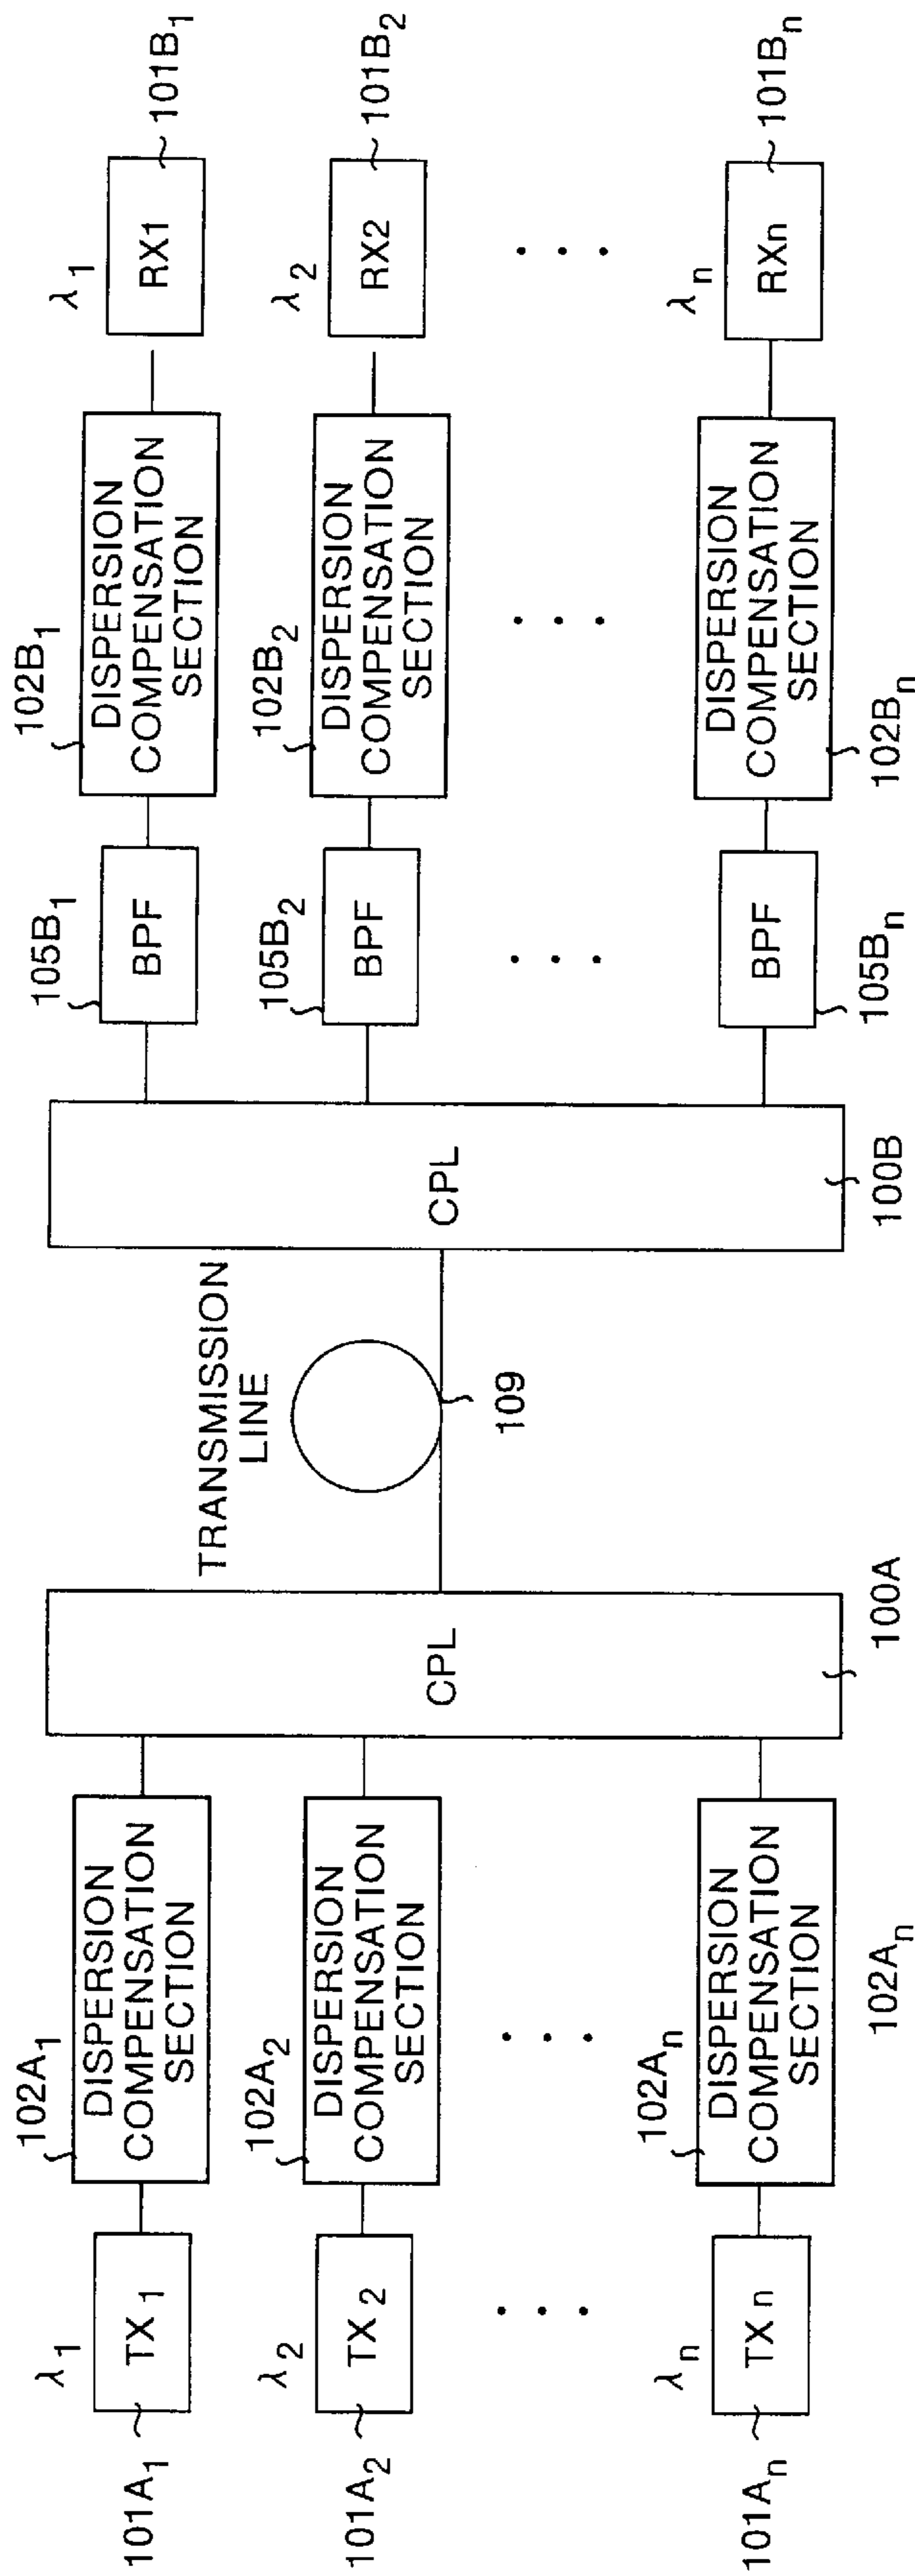 λ₁
λ₁
101A₁
TX₁
102A₁
DISPERSION
COMPENSATION
SECTION
105B₁
BPF
102B₁
DISPERSION
COMPENSATION
SECTION
RX1
101B₁
λ₂
λ₂
101A₂
TX₂
102A₂
DISPERSION
COMPENSATION
SECTION
CPL
TRANSMISSION
LINE
109
CPL
105B₂
BPF
102B₂
DISPERSION
COMPENSATION
SECTION
RX2
101B₂
λₙ
λₙ
101Aₙ
TXₙ
102Aₙ
DISPERSION
COMPENSATION
SECTION
102Aₙ
100A
100B
BPF
105Bₙ
DISPERSION
COMPENSATION
SECTION
102Bₙ
RXn
101Bₙ